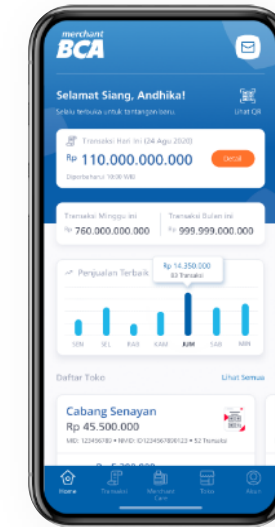 merchant
BCA
Selamat Siang, Andhika!
Selalu terbuka untuk tantangan baru.
Lihat QR
Transaksi Hari Ini (24 Agu 2020)
Rp 110.000.000.000
Detail
Diperbaharui: 10:30 WIB
Transaksi Minggu ini
Transaksi Bulan ini
Rp 760.000.000.000
Rp 999.999.000.000
Penjualan Terbaik
Rp 14.350.000
83 Transaksi
SEN SEL RAB KAM JUM SAB MIN
Daftar Toko
Lihat Semua
Cabang Senayan
Rp 45.500.000
Home
Transaksi
Merchant
Care
Toko
Akun